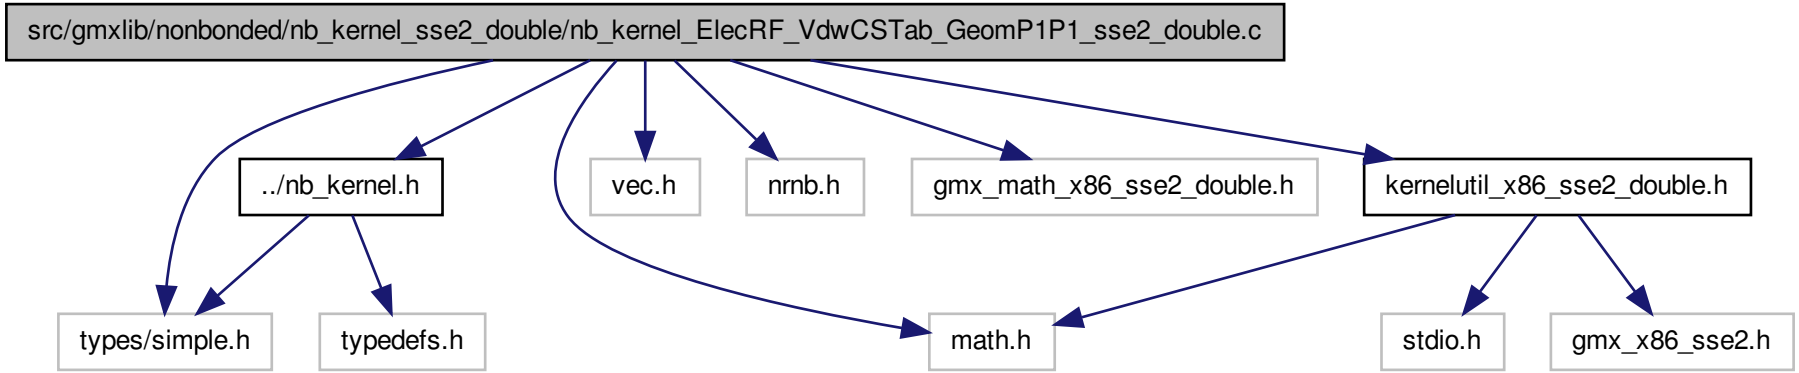 src/gmxlib/nonbonded/nb_kernel_sse2_double/nb_kernel_ElecRF_VdwCSTab_GeomP1P1_sse2_double.c
../nb_kernel.h
vec.h
nrnb.h
gmx_math_x86_sse2_double.h
kernelutil_x86_sse2_double.h
types/simple.h
typedefs.h
math.h
stdio.h
gmx_x86_sse2.h